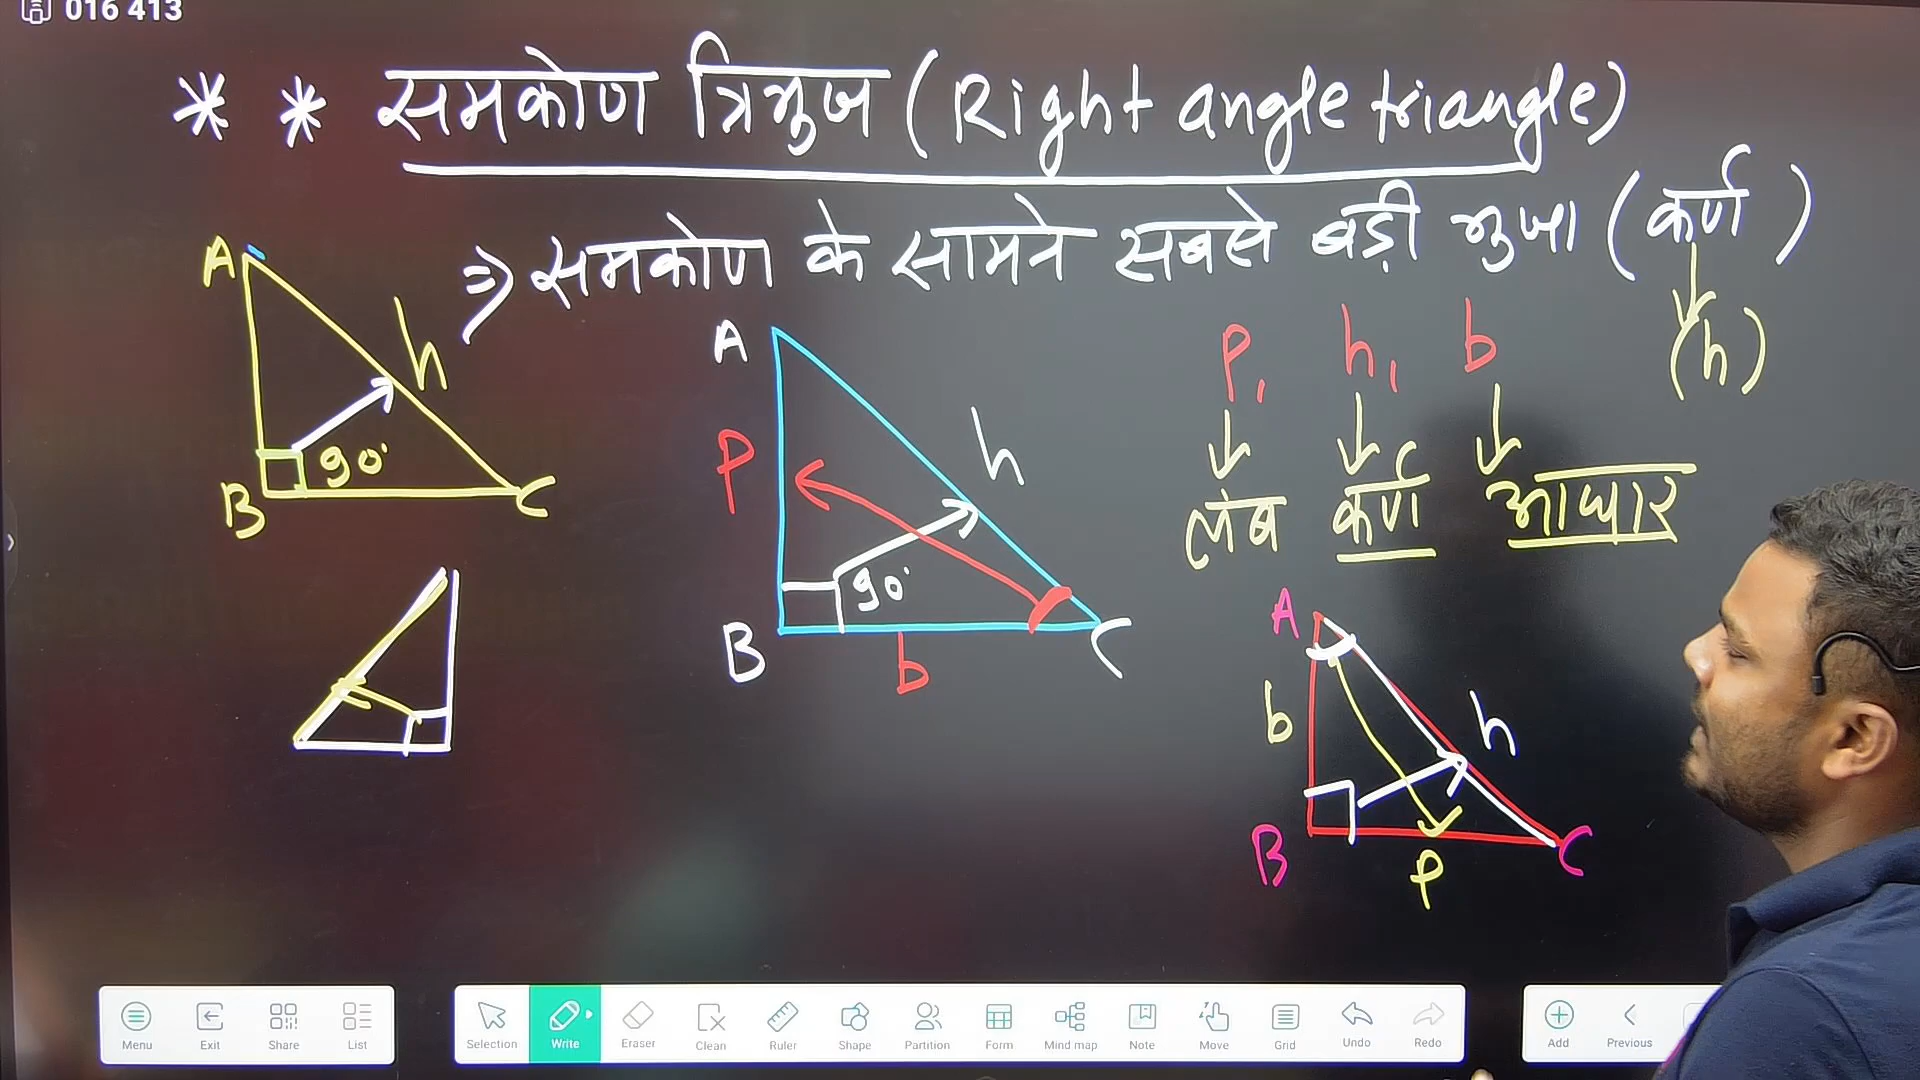 016 413
* * समकोण त्रिभुज (Right angle triangle)
⇒ समकोण के सामने सबसे बड़ी भुजा (कर्ण)
(h)
A
h
90°
B
C
A
P
h
90°
B
b
C
P, h, b
लंब कर्ण आधार
A
b
h
B
P
C
Menu Exit Share List Selection Write Eraser Clean Ruler Shape Partition Form Mind map Note Move Grid Undo Redo Add Previous